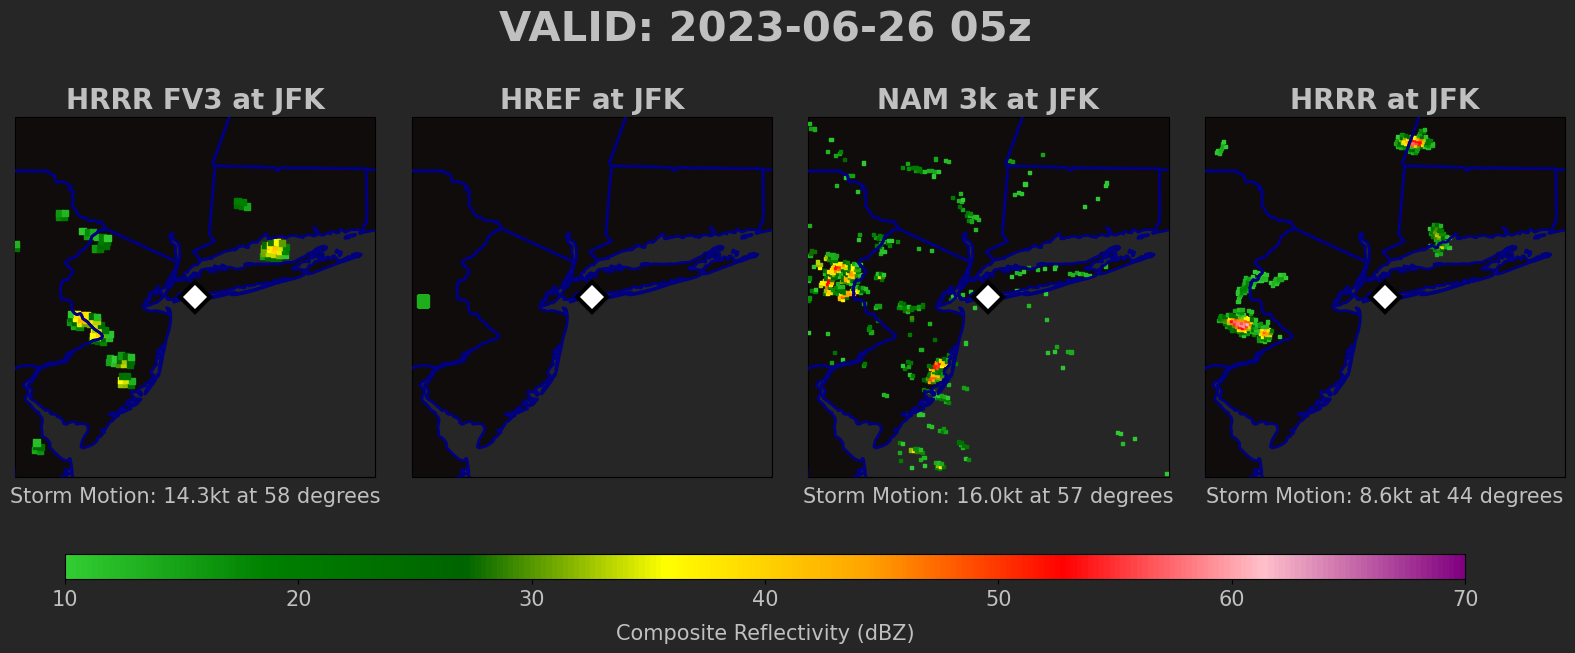 VALID: 2023-06-26 05z
HRRR FV3 at JFK
HREF at JFK
NAM 3k at JFK
HRRR at JFK
Storm Motion: 14.3kt at 58 degrees
Storm Motion: 16.0kt at 57 degrees
Storm Motion: 8.6kt at 44 degrees
10 20 30 40 50 60 70
Composite Reflectivity (dBZ)